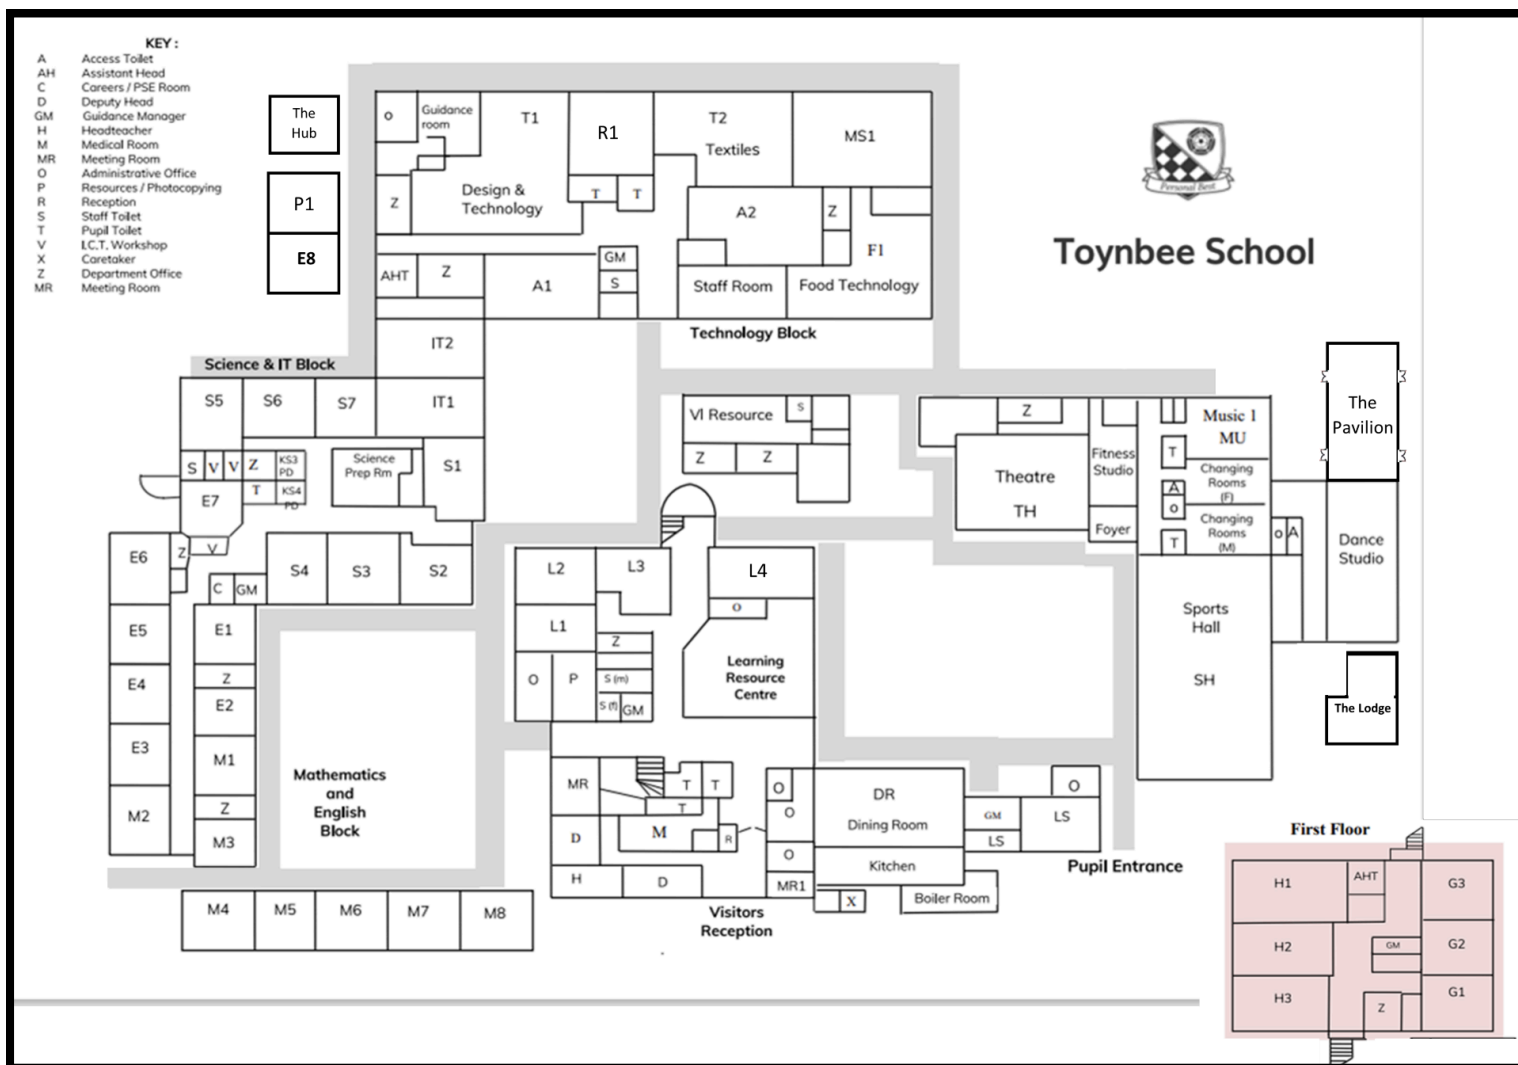 KEY :
A Access Toilet
AH Assistant Head
C Careers / PSE Room
D Deputy Head
GM Guidance Manager
H Headteacher
M Medical Room
MR Meeting Room
O Administrative Office
P Resources / Photocopying
R Reception
S Staff Toilet
T Pupil Toilet
V I.C.T. Workshop
X Caretaker
Z Department Office
MR Meeting Room
The
Hub
P1
E8
O
Guidance
room
T1
R1
T2
Textiles
MS1
Z
Design &
Technology
T
T
A2
Z
F1
AHT
Z
A1
GM
S
Staff Room
Food Technology
Technology Block
Personal Best
Toynbee School
IT2
Science & IT Block
S5
S6
S7
IT1
S
V
V
Z
KS3
PD
T
KS4
PD
Science
Prep Rm
S1
E7
V
Z
E6
S4
S3
S2
C
GM
E5
E1
Z
E4
E2
E3
M1
Z
M2
M3
Mathematics
and
English
Block
M4
M5
M6
M7
M8
VI Resource
S
Z
Z
Z
Theatre
TH
Fitness
Studio
Foyer
Music 1
MU
T
Changing
Rooms
(F)
A
O
Changing
Rooms
(M)
T
O
A
The
Pavilion
Dance
Studio
Sports
Hall
SH
The Lodge
L2
L3
L4
O
L1
Z
O
P
S (m)
S (f)
GM
Learning
Resource
Centre
MR
T
T
T
D
M
R
H
D
O
O
O
MR1
DR
Dining Room
Kitchen
X
Boiler Room
GM
LS
LS
O
Pupil Entrance
Visitors
Reception
First Floor
H1
AHT
G3
H2
GM
G2
H3
Z
G1